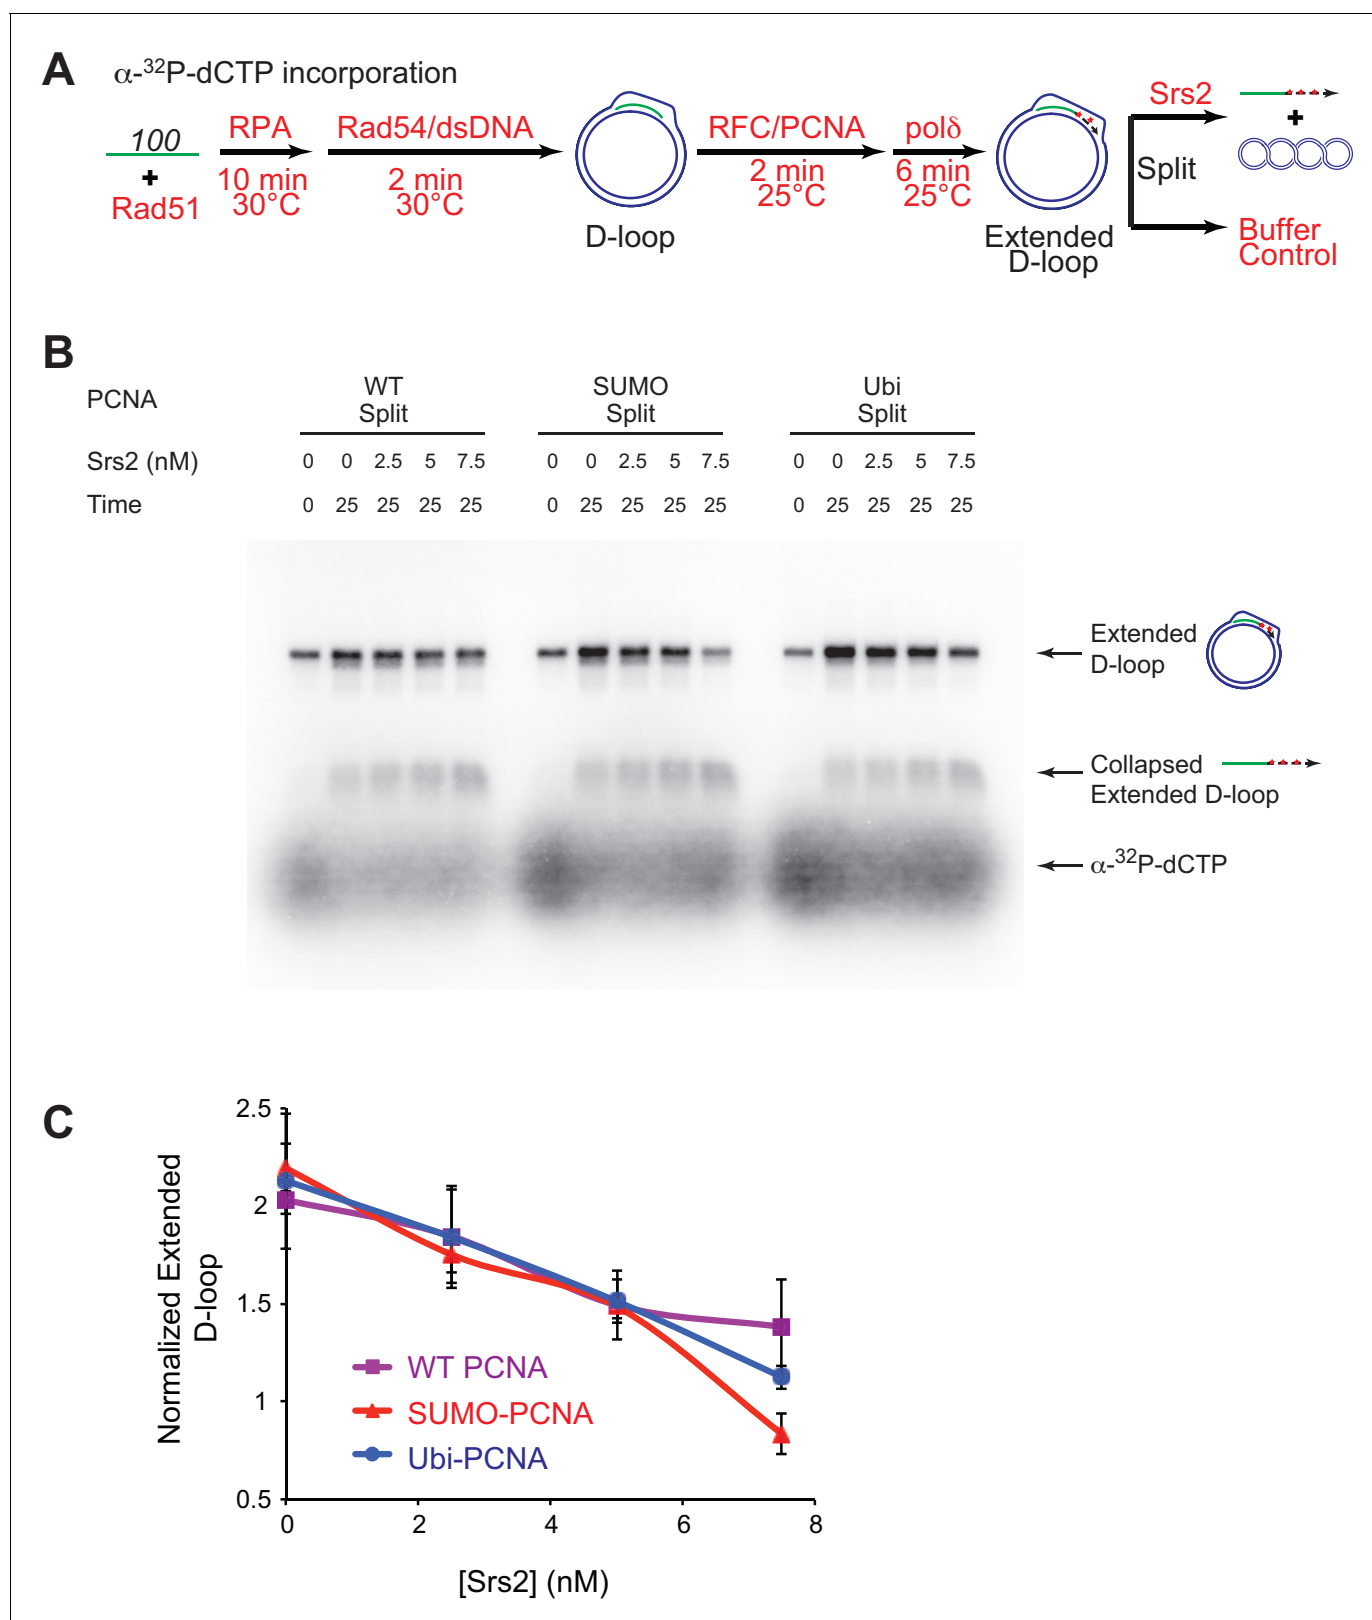 A
α-³²P-dCTP incorporation
100
+
Rad51
RPA
10 min
30°C
Rad54/dsDNA
2 min
30°C
D-loop
RFC/PCNA
2 min
25°C
polδ
6 min
25°C
Extended
D-loop
Srs2
+
Split
Buffer
Control
B
PCNA
WT
Split
SUMO
Split
Ubi
Split
Srs2 (nM)
0 0 2.5 5 7.5 0 0 2.5 5 7.5 0 0 2.5 5 7.5
Time
0 25 25 25 25 0 25 25 25 25 0 25 25 25 25
Extended
D-loop
Collapsed
Extended D-loop
α-³²P-dCTP
C
Normalized Extended
D-loop
2.5
2
1.5
1
0.5
WT PCNA
SUMO-PCNA
Ubi-PCNA
0 2 4 6 8
[Srs2] (nM)